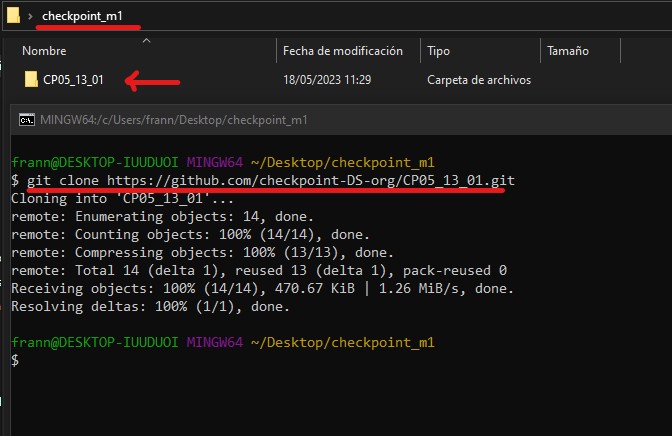 checkpoint_m1
Nombre Fecha de modificación Tipo Tamaño
CP05_13_01 18/05/2023 11:29 Carpeta de archivos
MINGW64:/c/Users/frann/Desktop/checkpoint_m1
frann@DESKTOP-IUUDUOI MINGW64 ~/Desktop/checkpoint_m1
$ git clone https://github.com/checkpoint-DS-org/CP05_13_01.git
Cloning into 'CP05_13_01'...
remote: Enumerating objects: 14, done.
remote: Counting objects: 100% (14/14), done.
remote: Compressing objects: 100% (13/13), done.
remote: Total 14 (delta 1), reused 13 (delta 1), pack-reused 0
Receiving objects: 100% (14/14), 470.67 KiB | 1.26 MiB/s, done.
Resolving deltas: 100% (1/1), done.
frann@DESKTOP-IUUDUOI MINGW64 ~/Desktop/checkpoint_m1
$